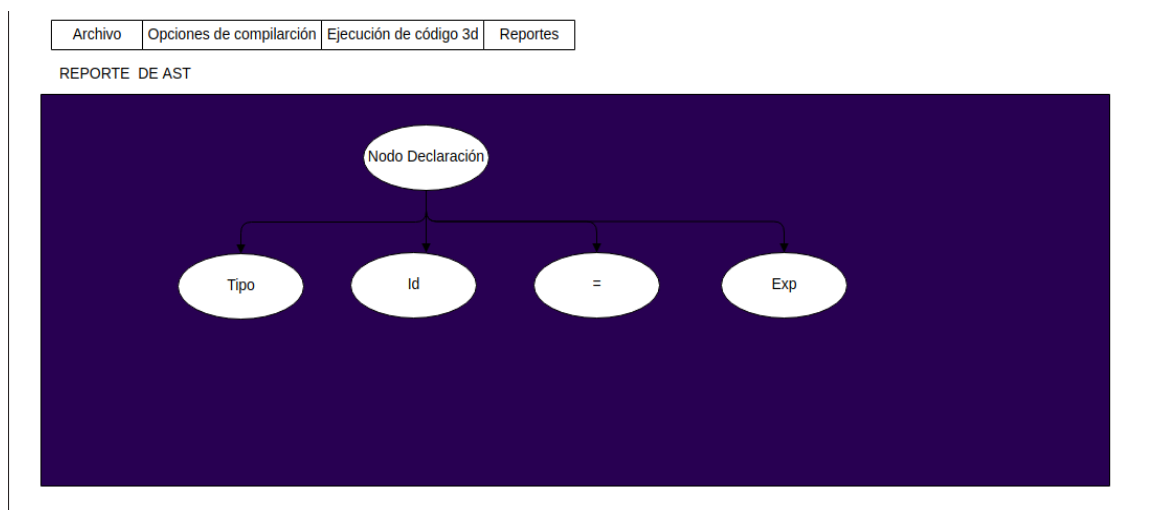 Archivo Opciones de compilarción Ejecución de código 3d Reportes
REPORTE DE AST
Nodo Declaración
Tipo Id = Exp